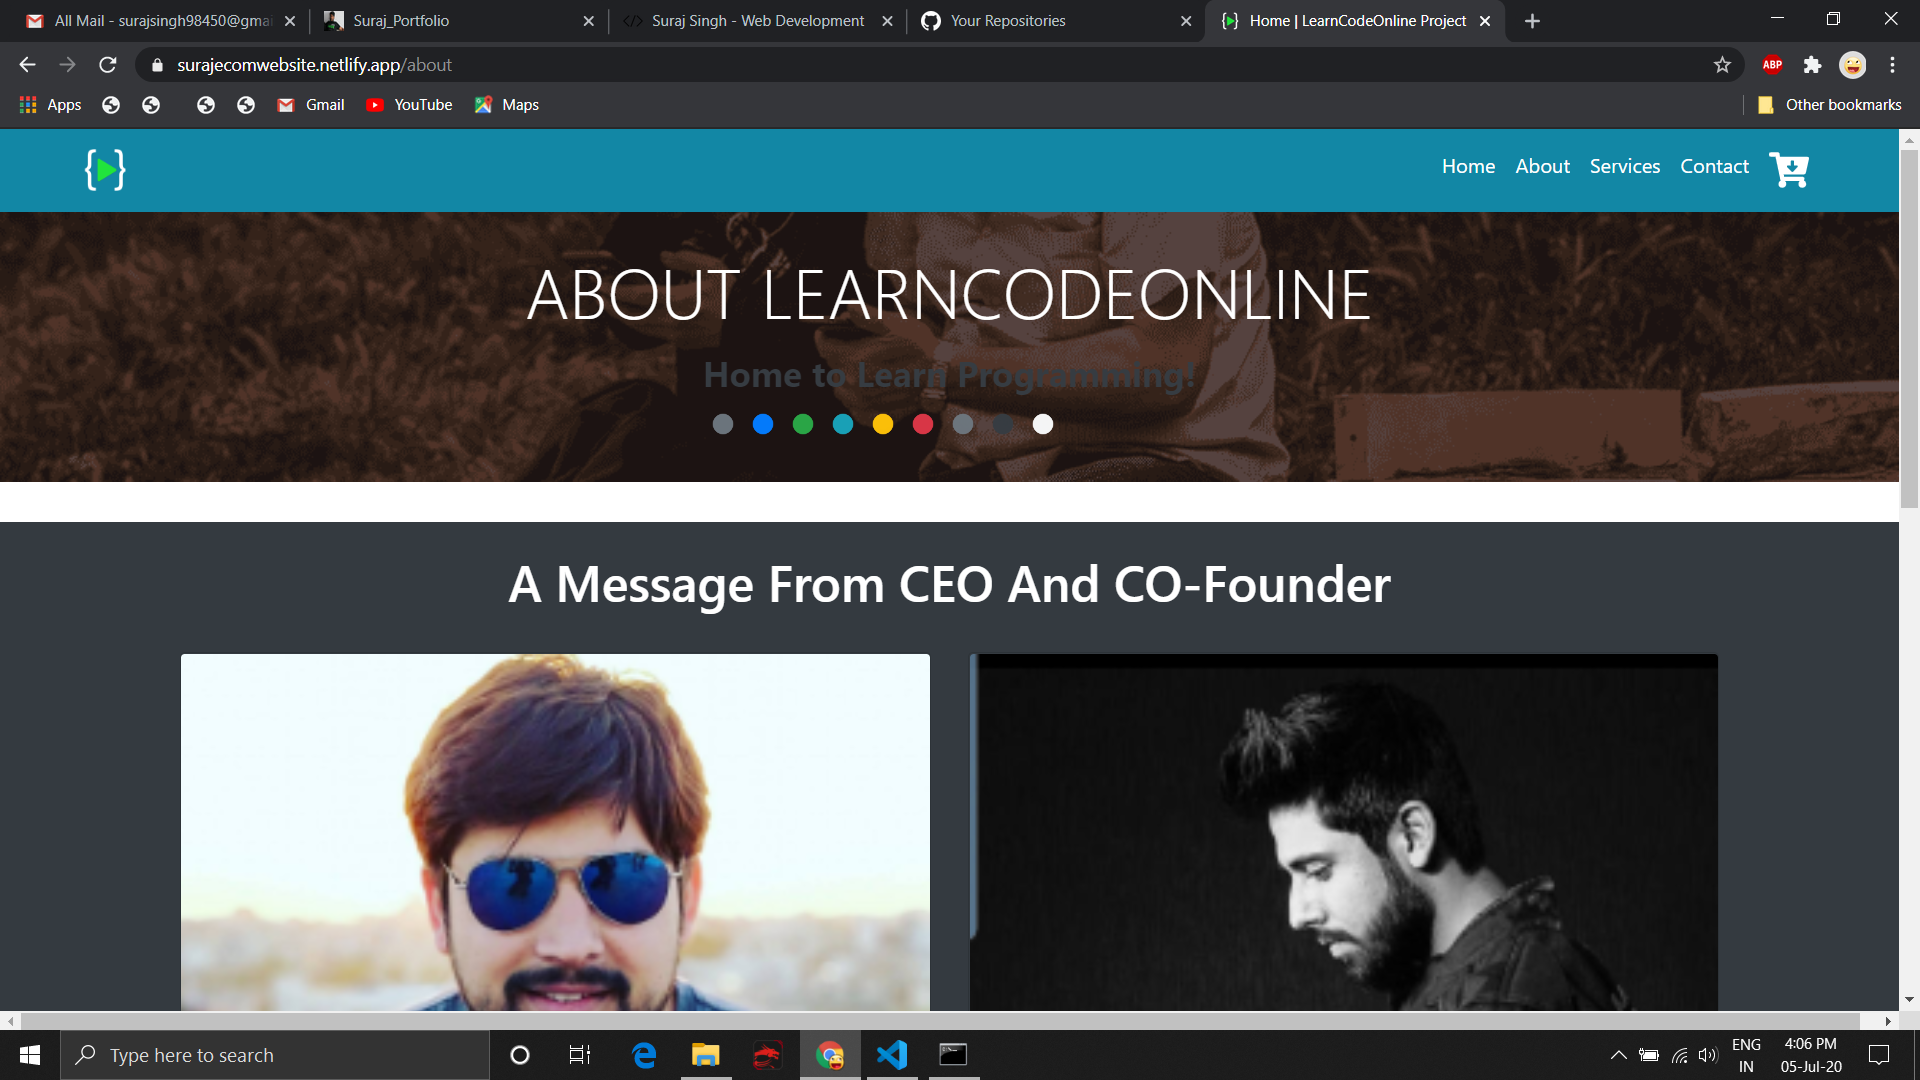 All Mail - surajsingh98450@gmai
Suraj_Portfolio
Suraj Singh - Web Development
Your Repositories
Home | LearnCodeOnline Project
surajecomwebsite.netlify.app/about
ABP
Apps
Gmail
YouTube
Maps
Other bookmarks
Home
About
Services
Contact
ABOUT LEARNCODEONLINE
Home to Learn Programming!
A Message From CEO And CO-Founder
Type here to search
ENG
IN
4:06 PM
05-Jul-20